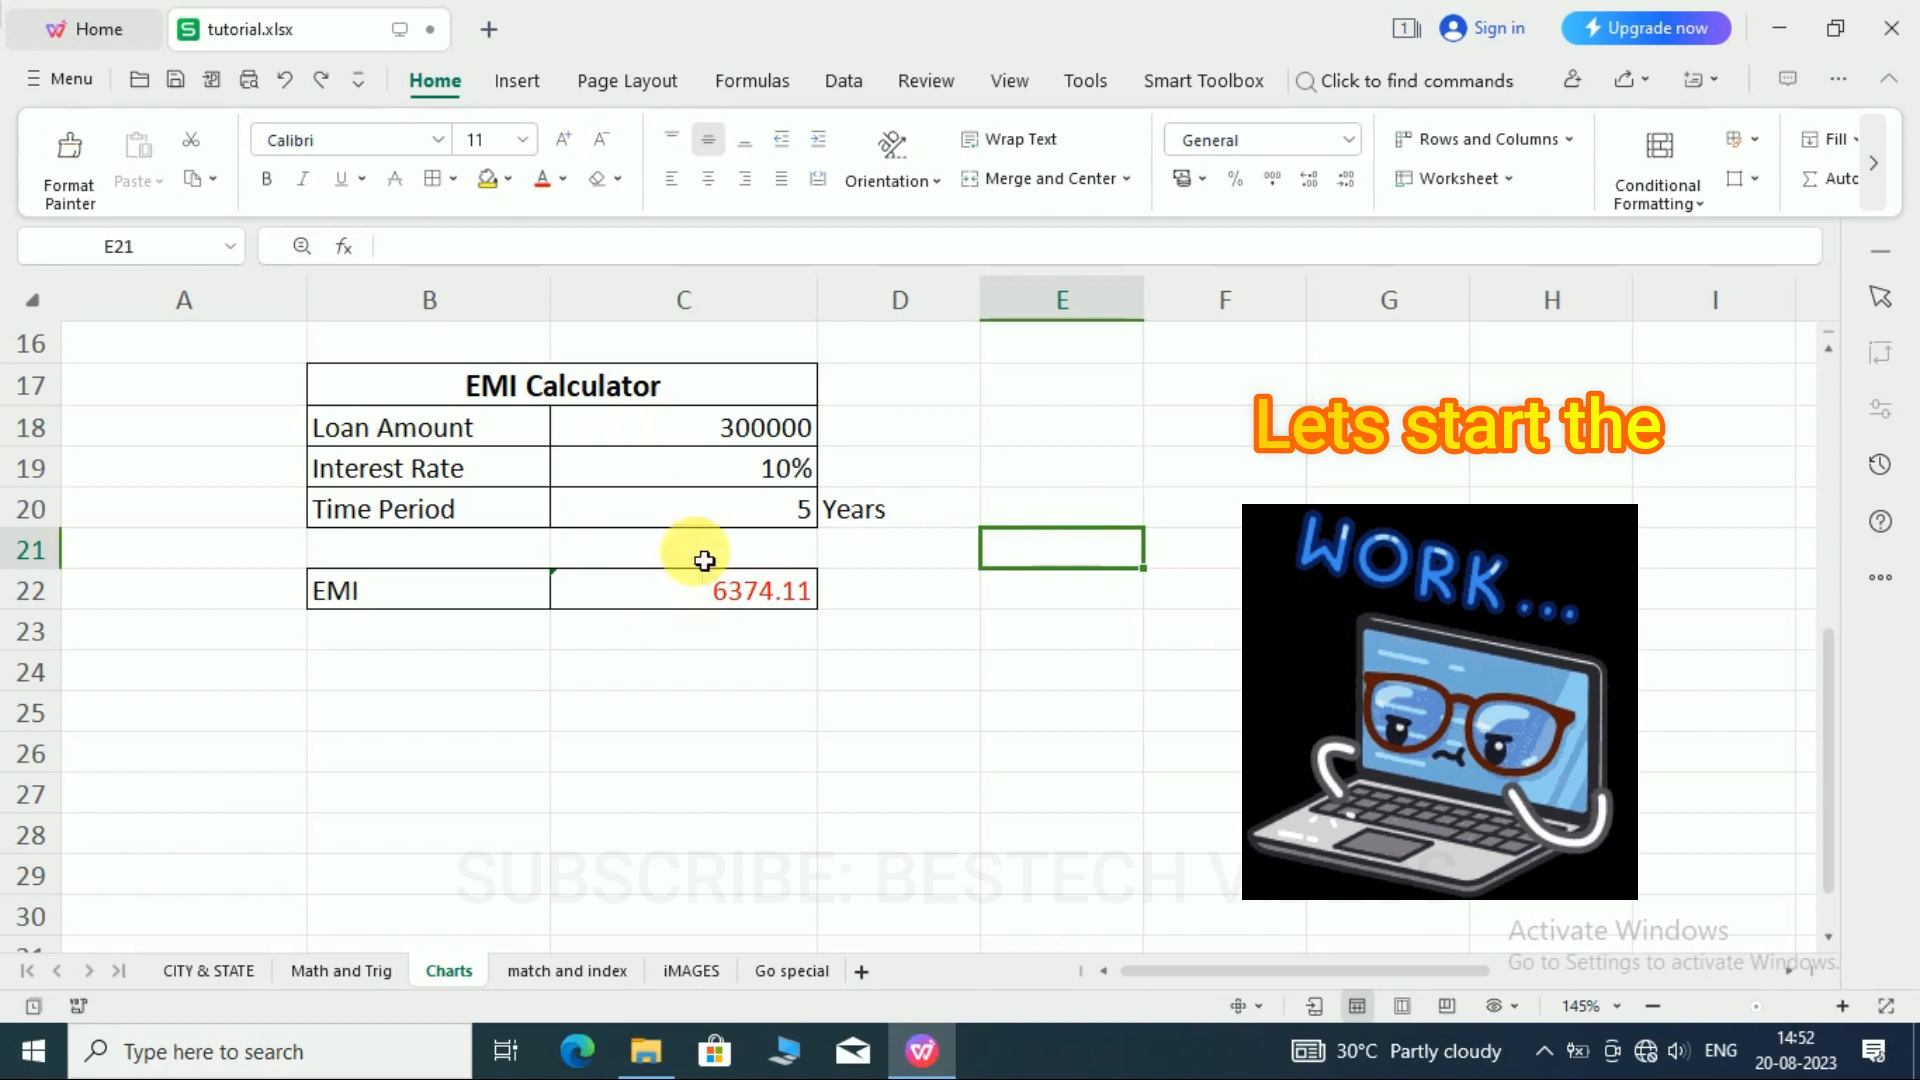 Home
tutorial.xlsx
Sign in
Upgrade now
Menu
Home Insert Page Layout Formulas Data Review View Tools Smart Toolbox Click to find commands
Format Painter
Paste
Calibri 11
Orientation
Wrap Text
Merge and Center
General
Rows and Columns
Worksheet
Conditional Formatting
Fill
Σ Auto
E21
fx
A B C D E F G H I
16
17 EMI Calculator
18 Loan Amount 300000
19 Interest Rate 10%
20 Time Period 5 Years
21
22 EMI 6374.11
23
24
25
26
27
28
29
30
Lets start the
WORK...
SUBSCRIBE: BESTECH V
Activate Windows
Go to Settings to activate Windows.
CITY & STATE Math and Trig Charts match and index iMAGES Go special
145%
Type here to search
30°C Partly cloudy
ENG
14:52
20-08-2023